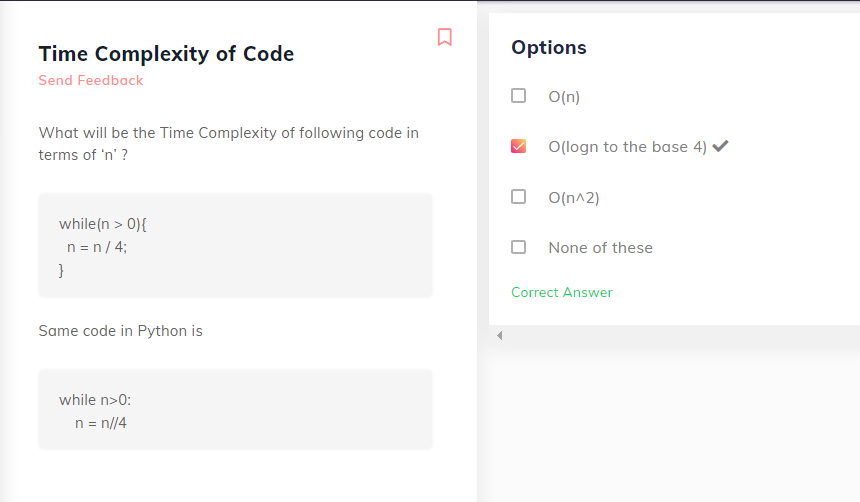 Time Complexity of Code
Send Feedback
What will be the Time Complexity of following code in
terms of ‘n’ ?
while(n > 0){
n = n / 4;
}
Same code in Python is
while n>0:
n = n//4
Options
O(n)
O(logn to the base 4)
O(n^2)
None of these
Correct Answer